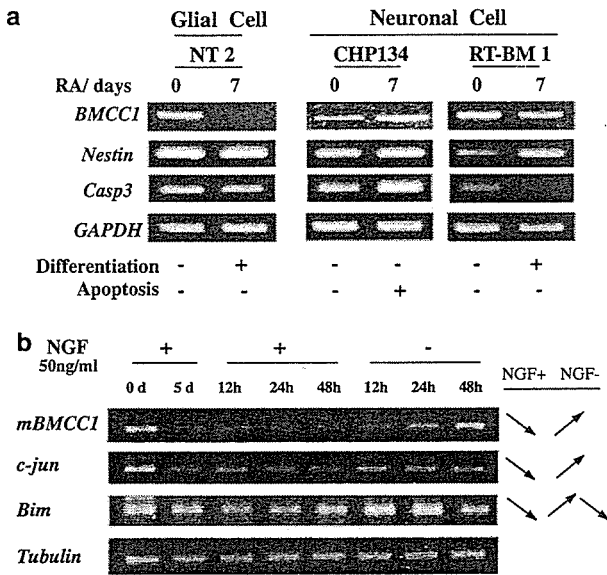 a
Glial Cell Neuronal Cell
NT 2 CHP134 RT-BM 1
RA/ days 0 7 0 7 0 7
BMCC1
Nestin
Casp3
GAPDH
Differentiation - + - - - +
Apoptosis - - - + - -
b
NGF + + -
50ng/ml
NGF+ NGF-
0 d 5 d 12h 24h 48h 12h 24h 48h
mBMCC1
c-jun
Bim
Tubulin